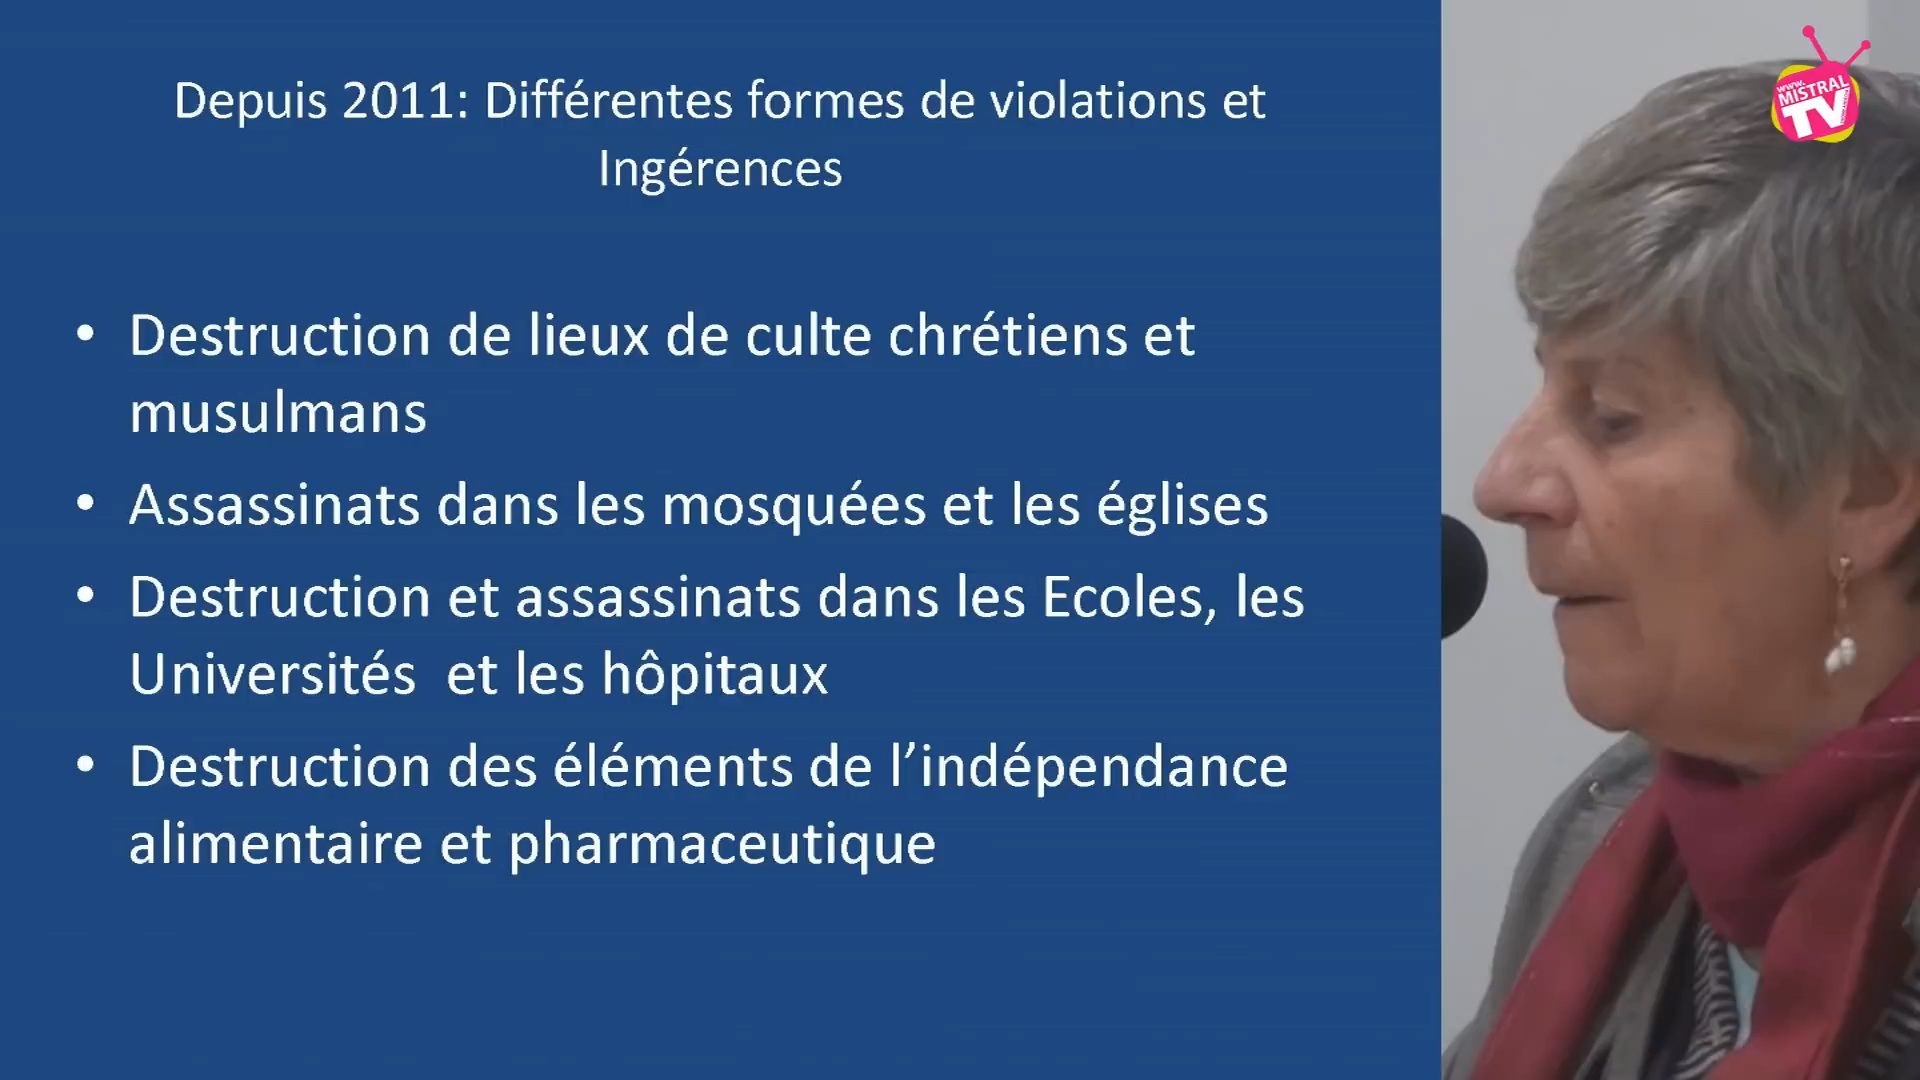 Depuis 2011: Différentes formes de violations et
Ingérences
• Destruction de lieux de culte chrétiens et
musulmans
• Assassinats dans les mosquées et les églises
• Destruction et assassinats dans les Ecoles, les
Universités et les hôpitaux
• Destruction des éléments de l’indépendance
alimentaire et pharmaceutique
www.
MISTRAL
TV